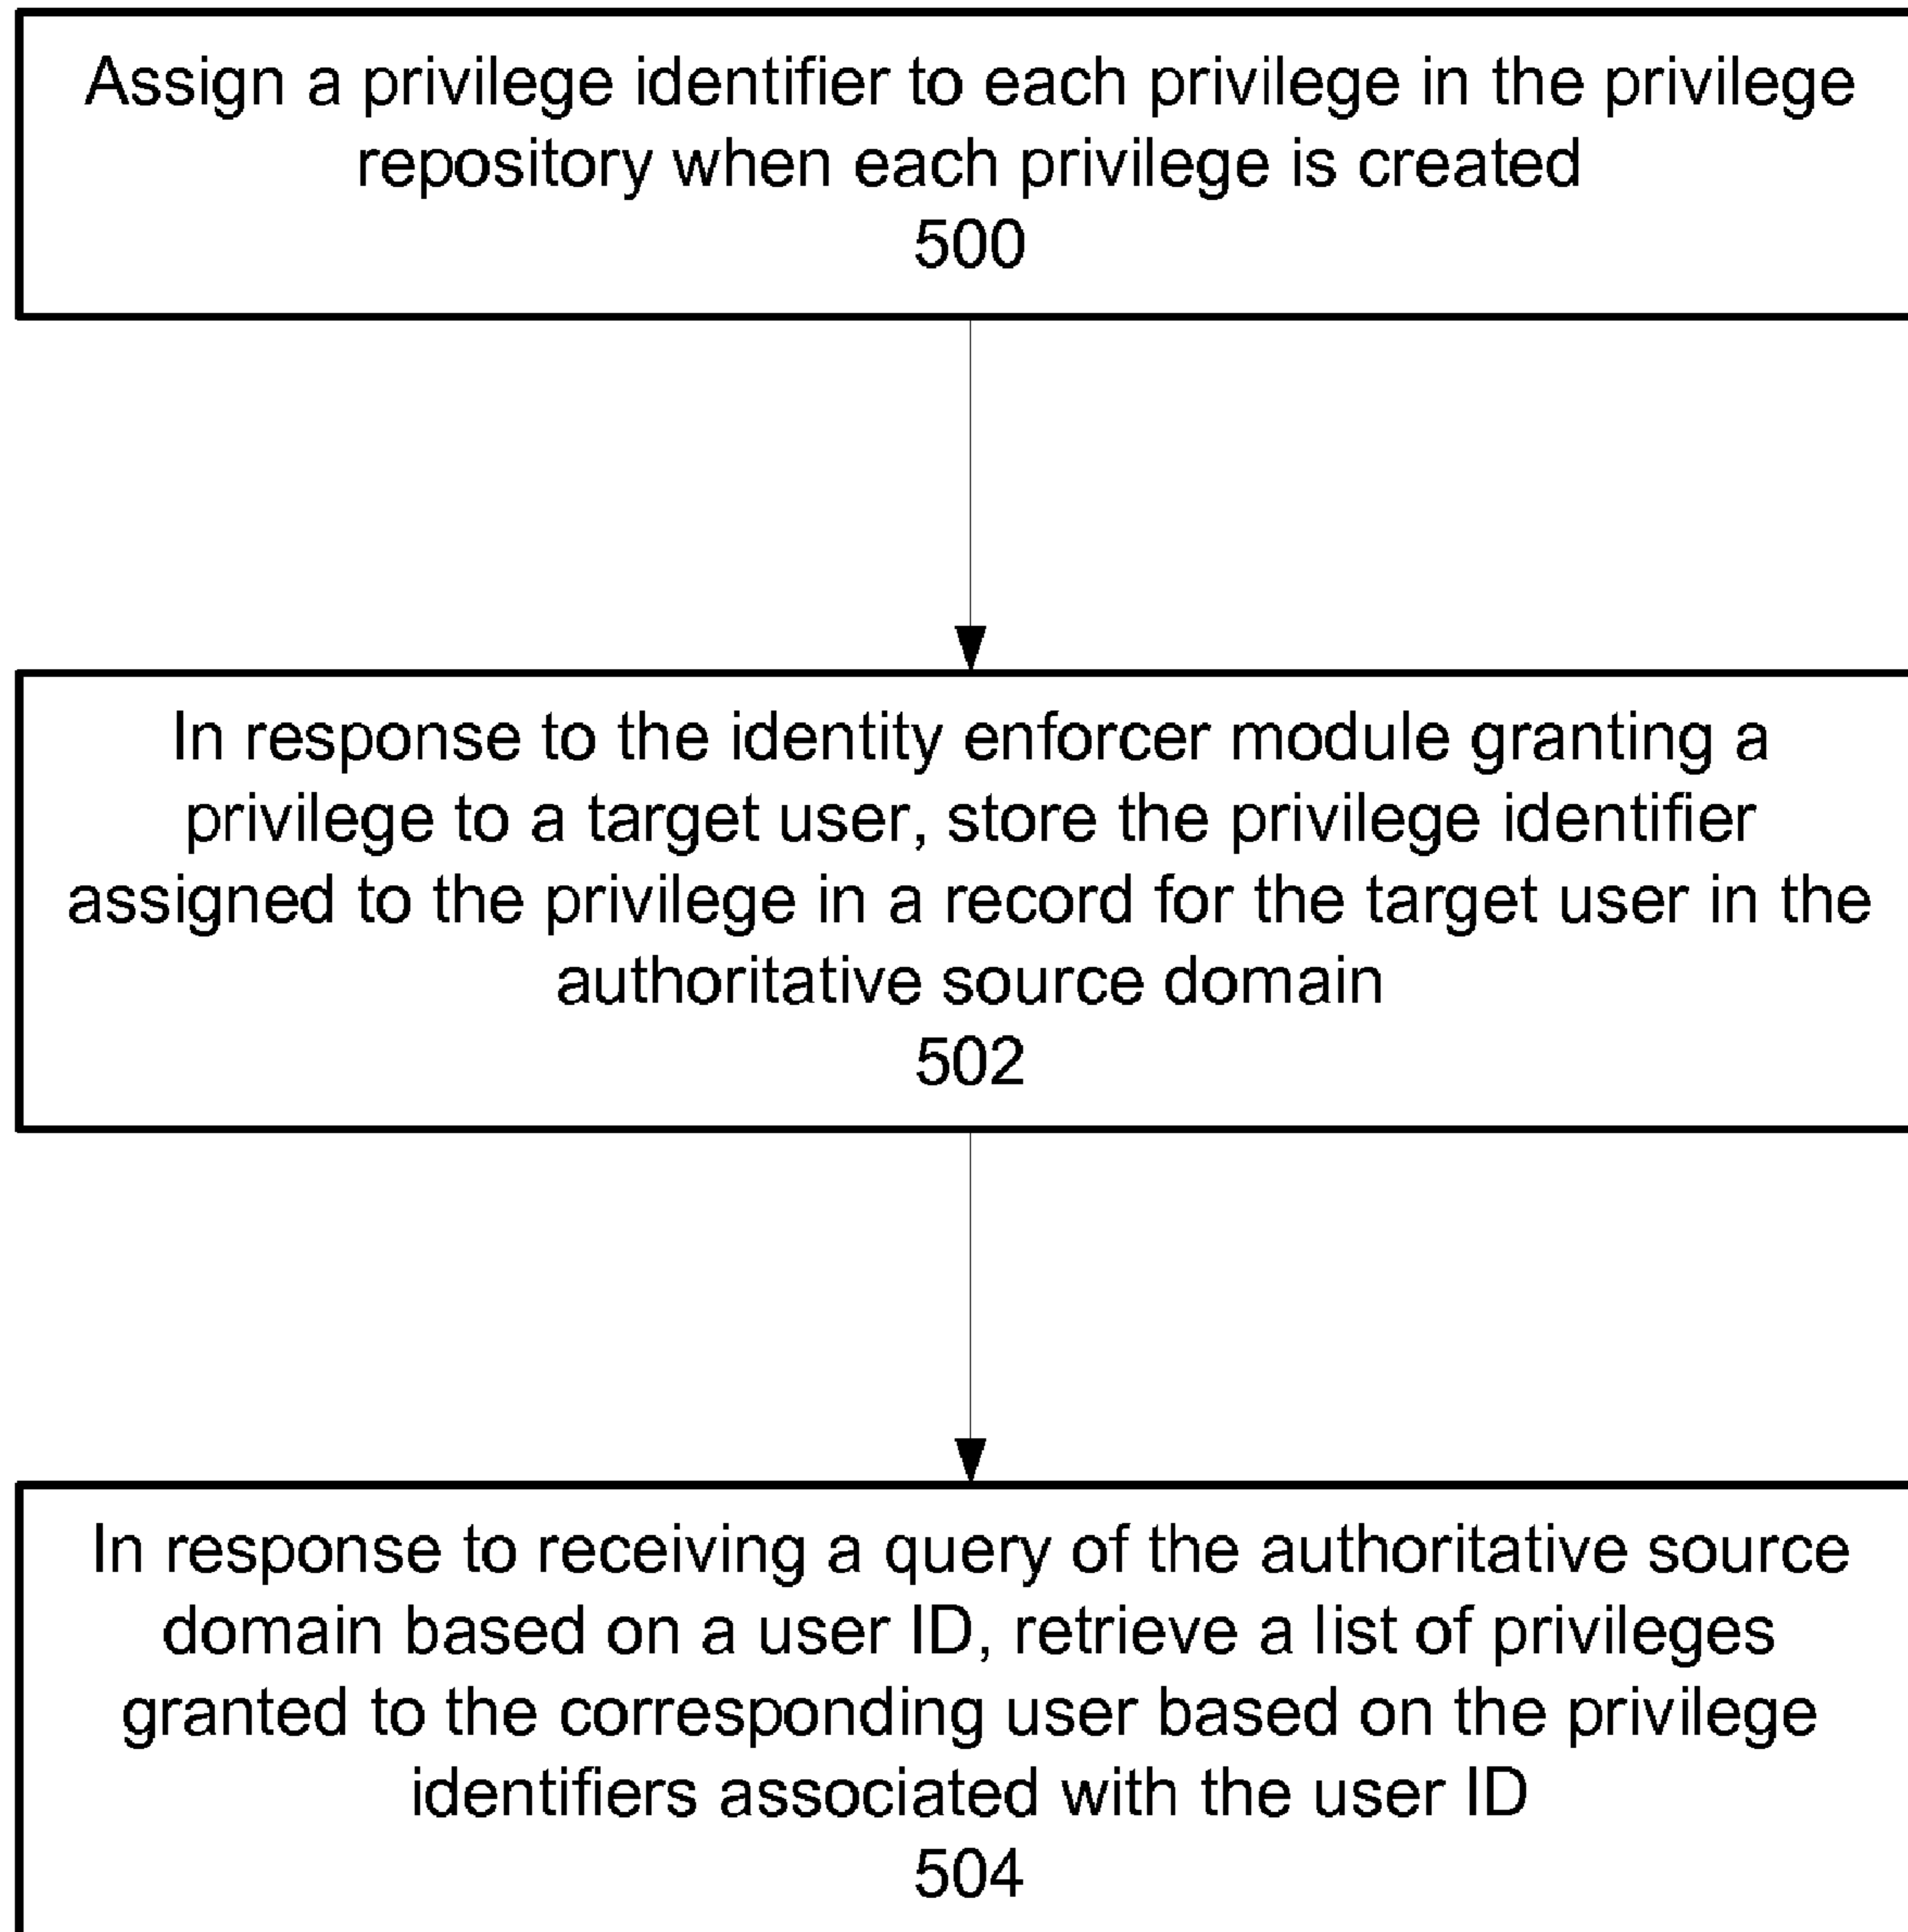 Assign a privilege identifier to each privilege in the privilege
repository when each privilege is created
500
In response to the identity enforcer module granting a
privilege to a target user, store the privilege identifier
assigned to the privilege in a record for the target user in the
authoritative source domain
502
In response to receiving a query of the authoritative source
domain based on a user ID, retrieve a list of privileges
granted to the corresponding user based on the privilege
identifiers associated with the user ID
504